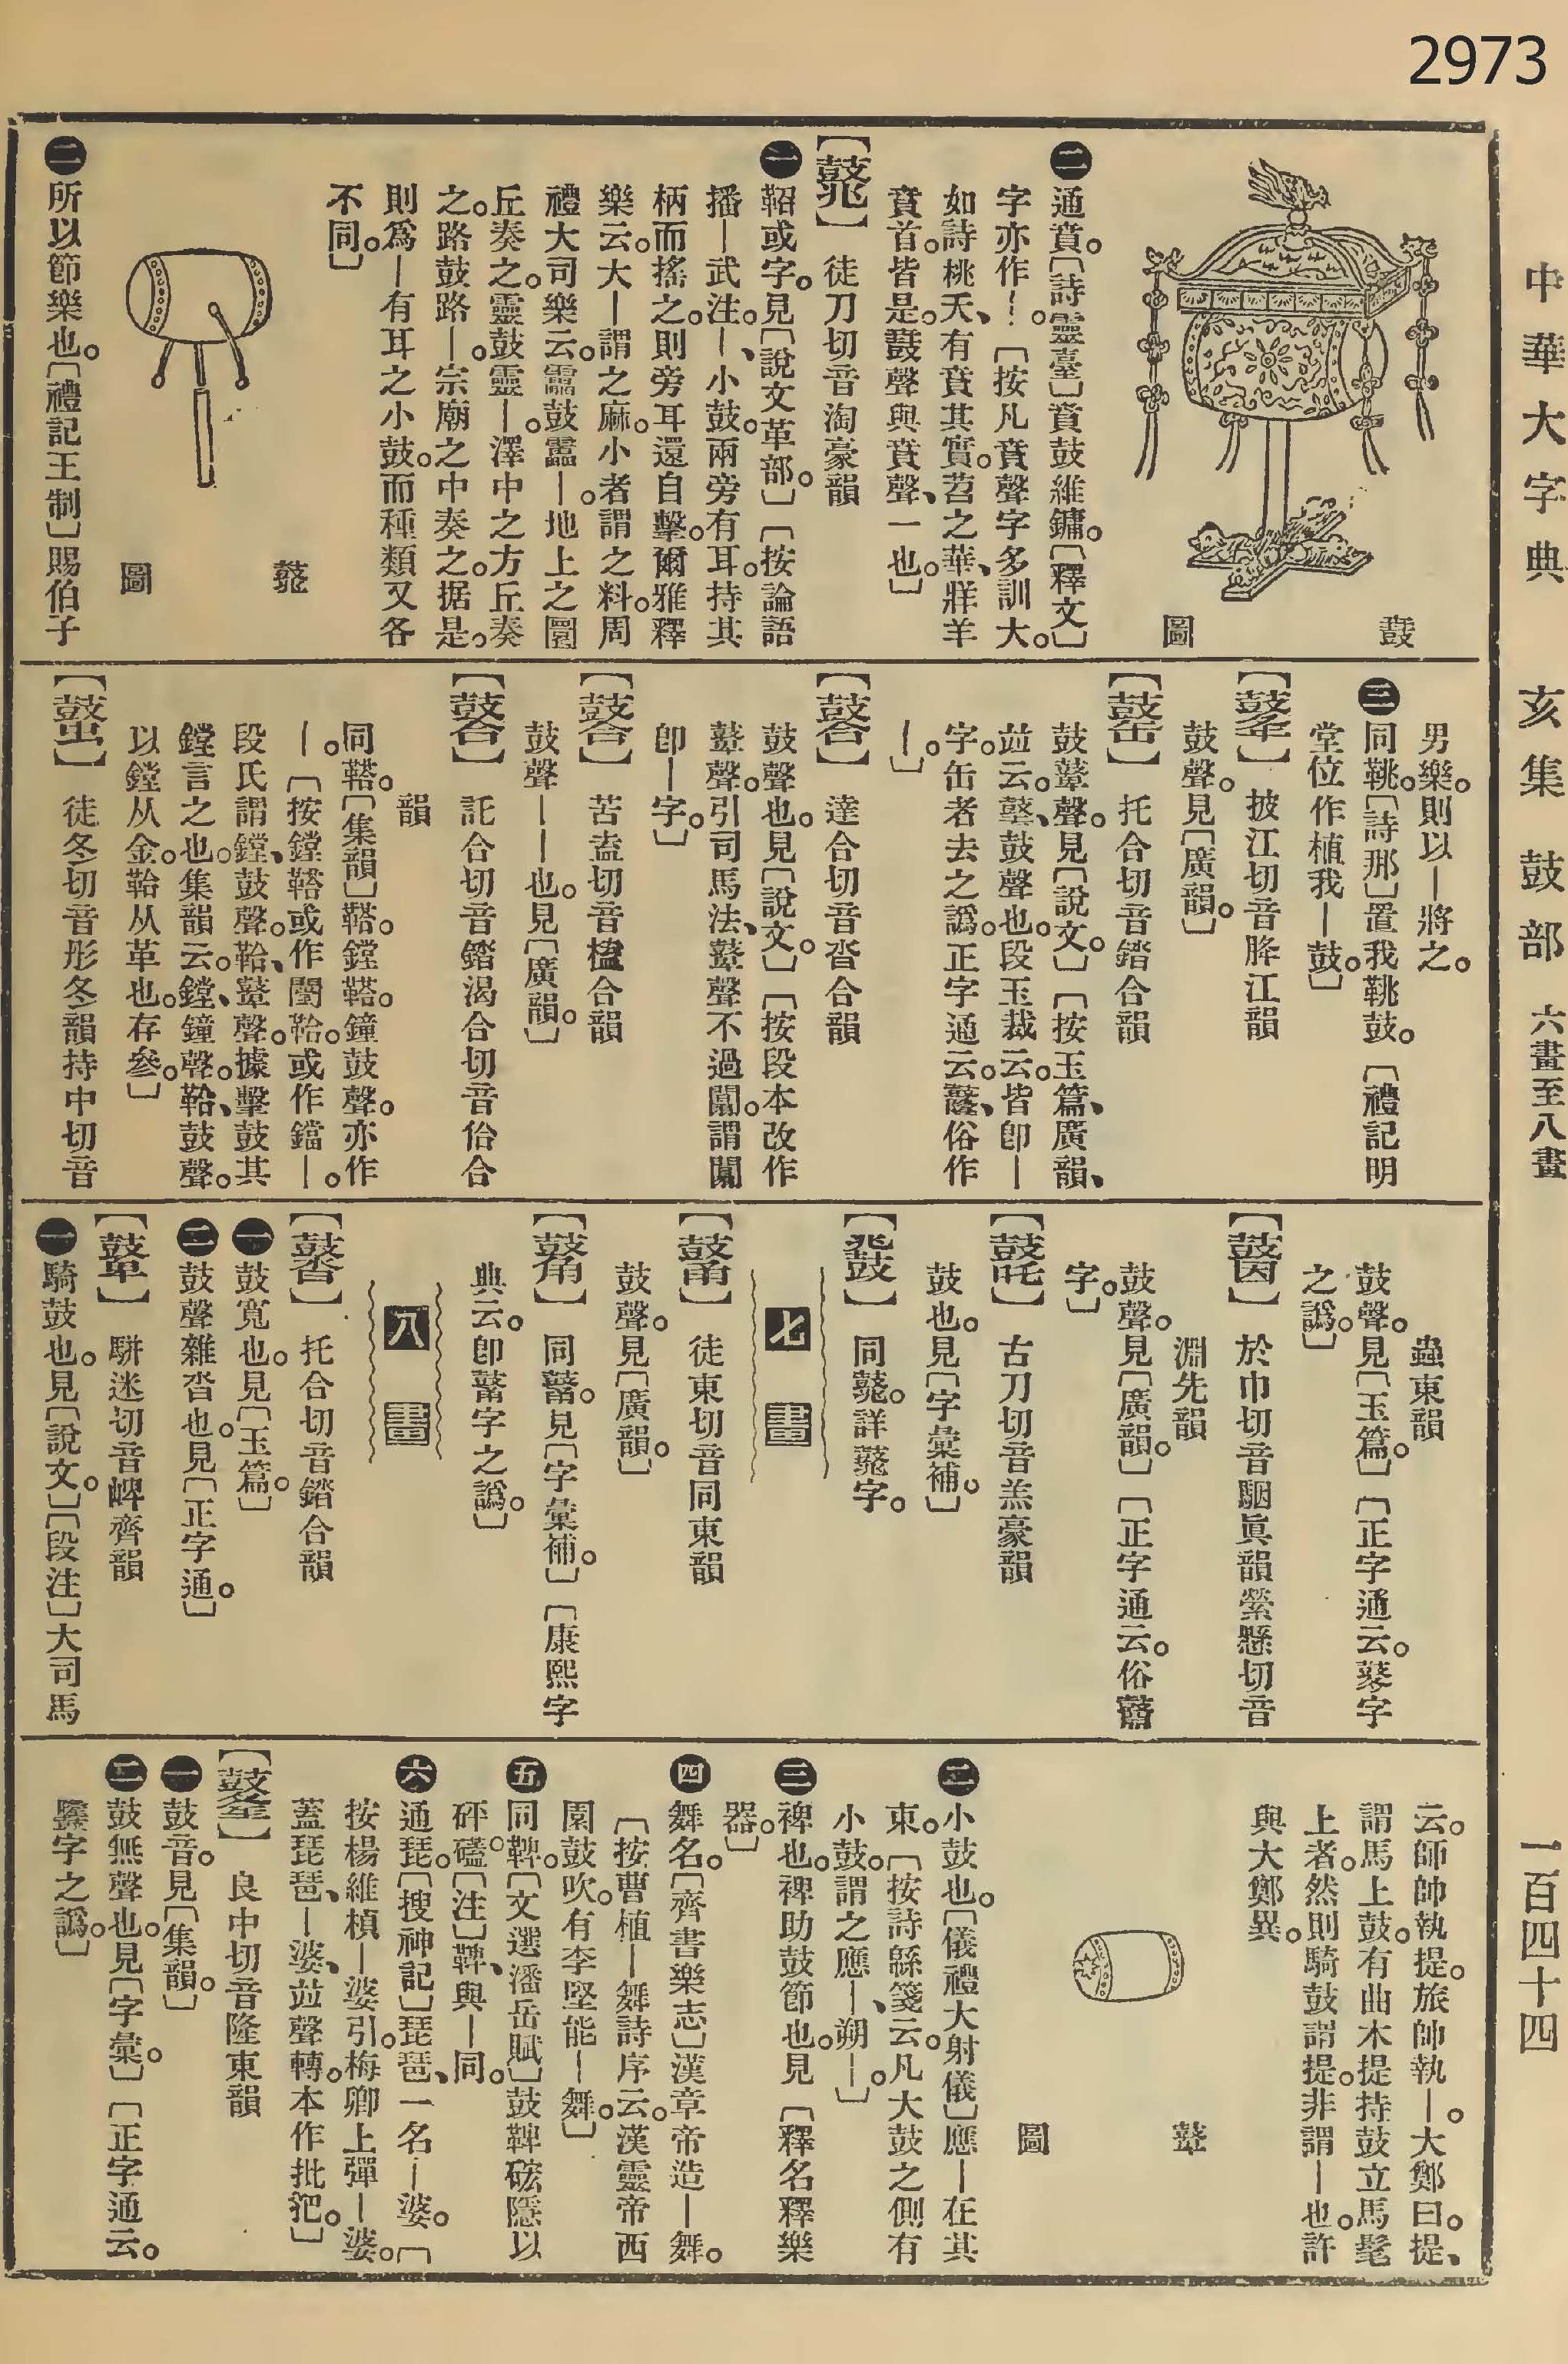 2973
中華大字典 亥集 鼓部 六畫至八畫 一百四十四
鼖
圖
㊁通賁。〔詩靈臺〕賁鼓維鏞。〔釋文〕
字亦作｜。〔按凡賁聲字多訓大。
如詩桃夭、有蕡其實。苕之華、牂羊
墳首。皆是。鼖聲與賁聲、一也。〕
【鼗】徒刀切音淘豪韻
㊀鞀或字。見〔說文革部。〕〔按論語
播｜武。注。｜、小鼓。兩旁有耳。持其
柄而搖之。則旁耳還自擊。爾雅釋
樂云。大｜謂之麻。小者謂之料。周
禮大司樂云。靁鼓靁｜。地上之圜
丘奏之。靈鼓靈｜。澤中之方丘奏
之。路鼓路｜。宗廟之中奏之。据是。
則爲｜有耳之小鼓。而種類又各
不同。〕
鼗
圖
㊁所以節樂也。〔禮記王制〕賜伯子
男樂。則以｜將之。
㊂同鞉。〔詩那〕置我鞉鼓。〔禮記明
堂位作植我｜鼓。〕
披江切音胮江韻
鼓聲。見〔廣韻。〕
托合切音錔合韻
鼓鼙聲。見〔說文。〕〔按玉篇、廣韻、
竝云。鼓聲也。段玉裁云。皆卽｜
字。缶者去之譌。正字通云。俗作
｜。〕
達合切音沓合韻
鼓聲也。見〔說文。〕〔按段本改作
鼙聲。引司馬法、鼙聲不過闒。謂闒
卽｜字。〕
苦盍切音榼合韻
鼓聲｜｜也。見〔廣韻。〕
託合切音錔渴合切音佮合
韻
同鞳。〔集韻〕鞳。鏜鞳。鐘鼓聲。亦作
｜。〔按鏜鞳或作閶鞈。或作鐺｜。
段氏謂鏜、鼓聲。鞈、鼙聲。據擊鼓其
鏜言之也。集韻云。鏜、鐘聲。鞈、鼓聲。
以鏜从金。鞈从革也。存參。〕
徒冬切音彤冬韻持中切音
蟲東韻
鼓聲。見〔玉篇。〕〔正字通云。字
之譌。〕
於巾切音駰眞韻縈懸切音
淵先韻
鼓聲。見〔廣韻。〕〔正字通云。俗鼘
字。〕
古刀切音羔豪韻
鼓也。見〔字彙補。〕
同鼗。詳鼗字。
七畫
徒東切音同東韻
鼓聲。見〔廣韻。〕
同。見〔字彙補。〕〔康熙字
典云。卽字之譌。〕
八畫
托合切音錔合韻
㊀鼓寬也。見〔玉篇。〕
㊁鼓聲雜沓也。見〔正字通。〕
【鼙】駢迷切音崥齊韻
㊀騎鼓也。見〔說文。〕〔段注〕大司馬
云。師帥執提。旅帥執｜。大鄭曰。提、
謂馬上鼓。有曲木提持鼓立馬髦
上者。然則騎鼓謂提。非謂｜也。許
與大鄭異。
鼙
圖
㊁小鼓也。〔儀禮大射儀〕應｜在其
東。〔按詩緜箋云。凡大鼓之側有
小鼓。謂之應｜、朔｜。〕
㊂裨也。裨助鼓節也。見〔釋名釋樂
器。〕
㊃舞名。〔齊書樂志〕漢章帝造｜舞。
〔按曹植｜舞詩序云。漢靈帝西
園鼓吹。有李堅能｜舞。〕
㊄同鞞。〔文選潘岳賦〕鼓鞞硡隱以
砰礚。〔注〕鞞、與｜同。
㊅通琵。〔搜神記〕琵琶、一名｜婆。〔
按楊維楨｜婆引。梅卿上彈｜婆。
蓋琵琶、｜婆、竝聲轉。本作批把。〕
良中切音隆東韻
㊀鼓音。見〔集韻。〕
㊁鼓無聲也。見〔字彙。〕〔正字通云。
字之譌。〕